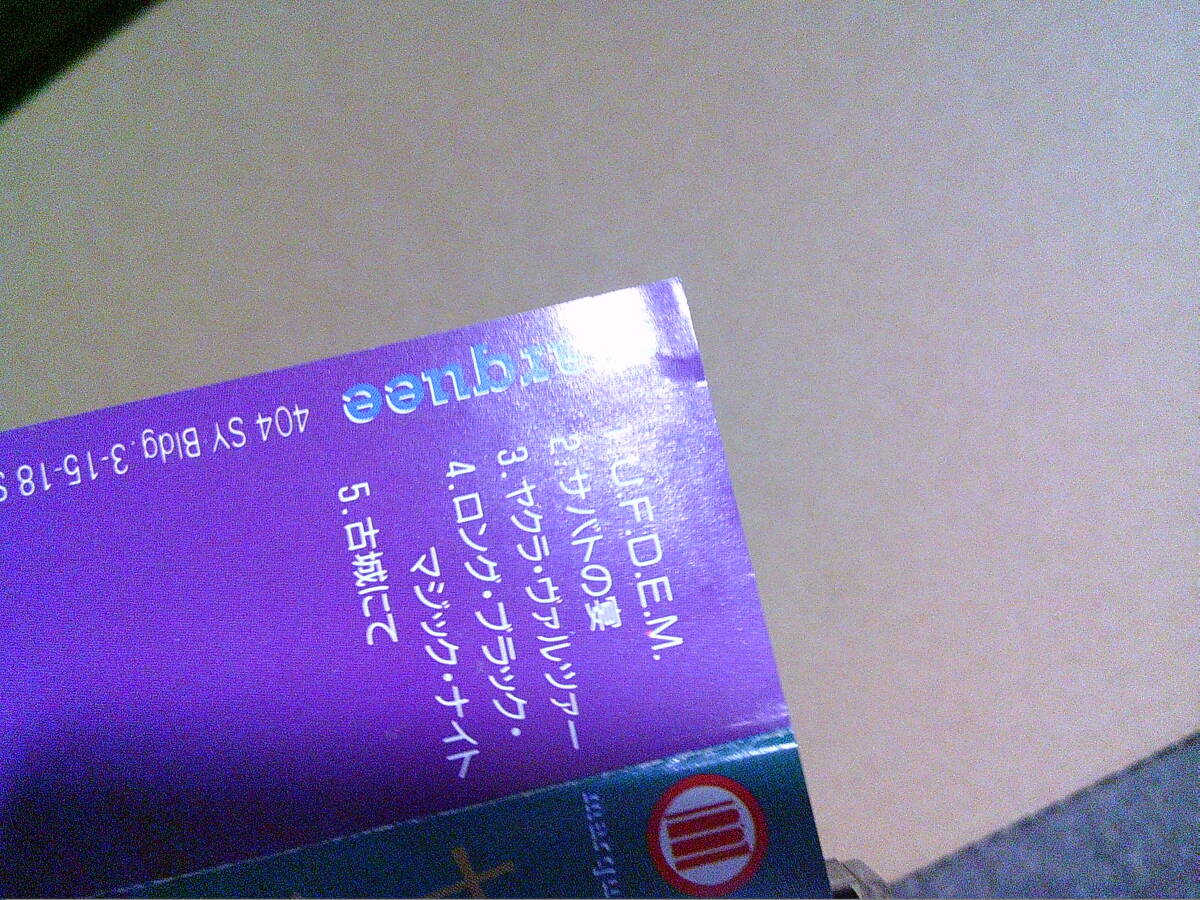 1. U.F.D.E.M.
2. サバトの宴
3. ヤクラ・ヴァルツァー
4. ロング・ブラック・
マジック・ナイト
5. 古城にて
arquee
404 SY Bldg. 3-15-18
marqu